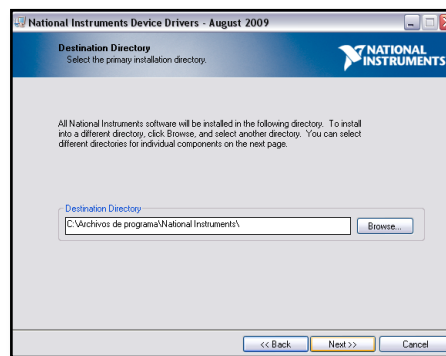 National Instruments Device Drivers - August 2009
Destination Directory
Select the primary installation directory.
NATIONAL
INSTRUMENTS
All National Instruments software will be installed in the following directory. To install
into a different directory, click Browse, and select another directory. You can select
different directories for individual components on the next page.
Destination Directory
C:\Archivos de programa\National Instruments\
Browse...
<< Back
Next >>
Cancel